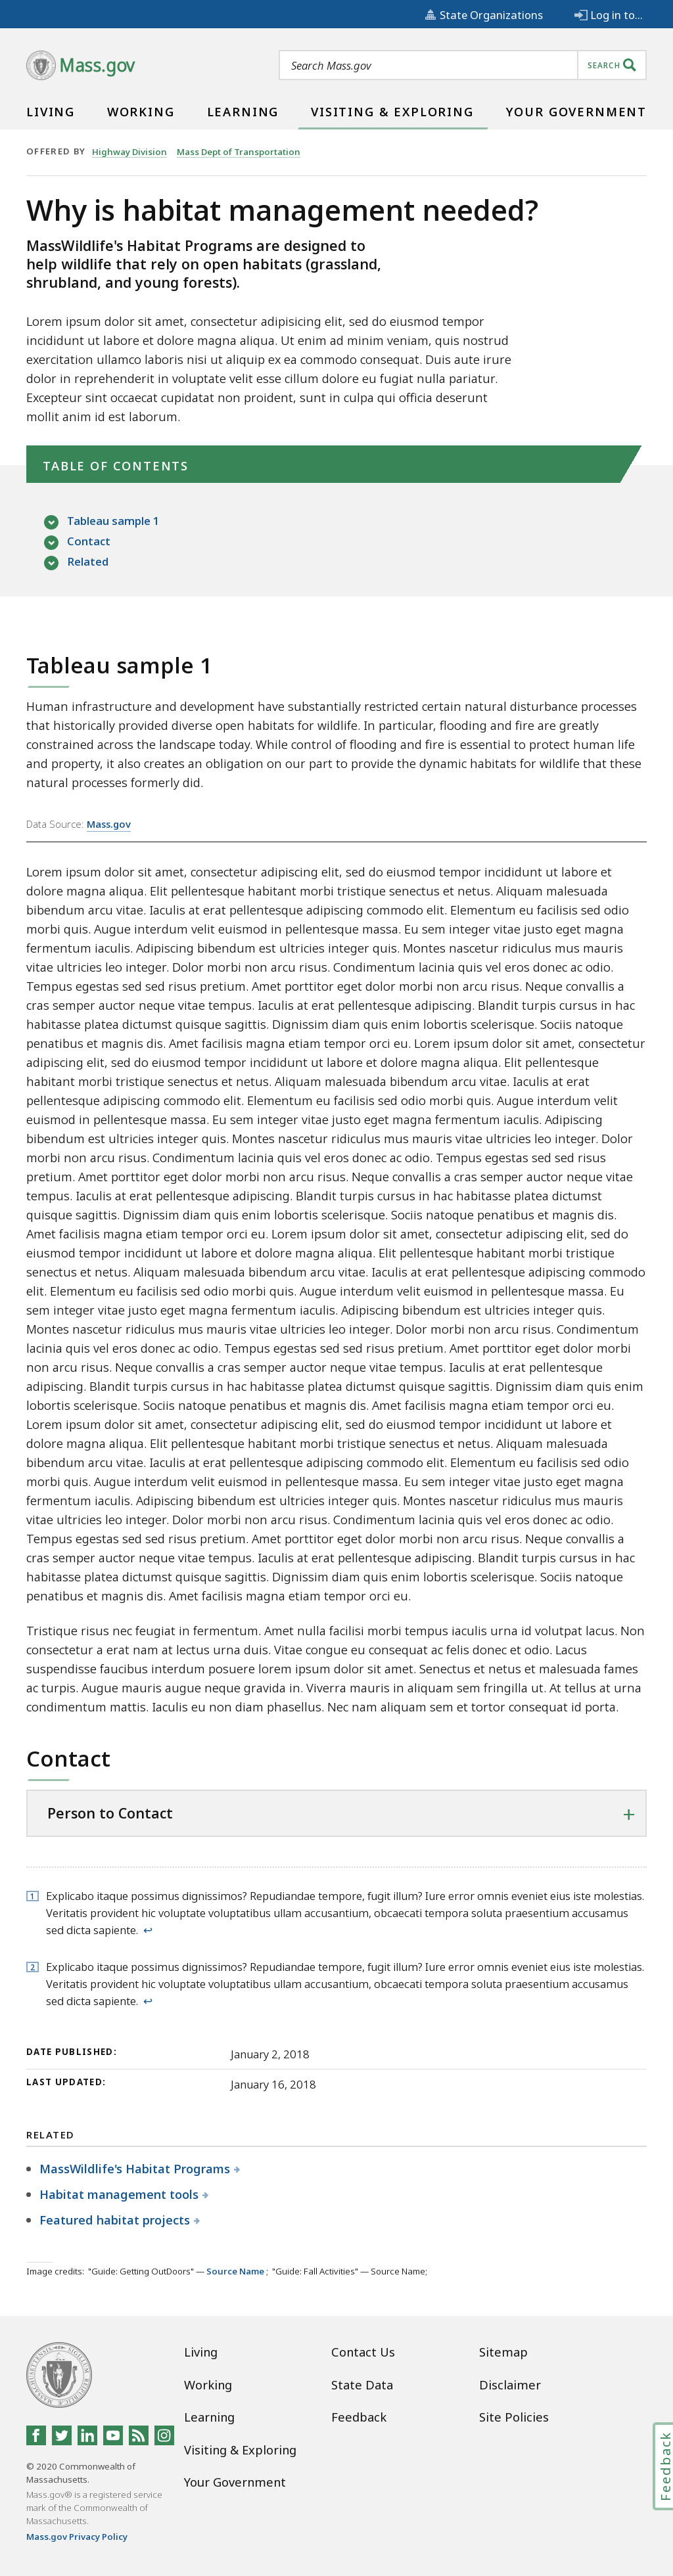 State Organizations
Log in to...
Mass.gov
Search Mass.gov
SEARCH
LIVING
WORKING
LEARNING
VISITING & EXPLORING
YOUR GOVERNMENT
OFFERED BY Highway Division Mass Dept of Transportation
Why is habitat management needed?
MassWildlife's Habitat Programs are designed to
help wildlife that rely on open habitats (grassland,
shrubland, and young forests).
Lorem ipsum dolor sit amet, consectetur adipisicing elit, sed do eiusmod tempor
incididunt ut labore et dolore magna aliqua. Ut enim ad minim veniam, quis nostrud
exercitation ullamco laboris nisi ut aliquip ex ea commodo consequat. Duis aute irure
dolor in reprehenderit in voluptate velit esse cillum dolore eu fugiat nulla pariatur.
Excepteur sint occaecat cupidatat non proident, sunt in culpa qui officia deserunt
mollit anim id est laborum.
TABLE OF CONTENTS
Tableau sample 1
Contact
Related
Tableau sample 1
Human infrastructure and development have substantially restricted certain natural disturbance processes
that historically provided diverse open habitats for wildlife. In particular, flooding and fire are greatly
constrained across the landscape today. While control of flooding and fire is essential to protect human life
and property, it also creates an obligation on our part to provide the dynamic habitats for wildlife that these
natural processes formerly did.
Data Source: Mass.gov
Lorem ipsum dolor sit amet, consectetur adipiscing elit, sed do eiusmod tempor incididunt ut labore et
dolore magna aliqua. Elit pellentesque habitant morbi tristique senectus et netus. Aliquam malesuada
bibendum arcu vitae. Iaculis at erat pellentesque adipiscing commodo elit. Elementum eu facilisis sed odio
morbi quis. Augue interdum velit euismod in pellentesque massa. Eu sem integer vitae justo eget magna
fermentum iaculis. Adipiscing bibendum est ultricies integer quis. Montes nascetur ridiculus mus mauris
vitae ultricies leo integer. Dolor morbi non arcu risus. Condimentum lacinia quis vel eros donec ac odio.
Tempus egestas sed sed risus pretium. Amet porttitor eget dolor morbi non arcu risus. Neque convallis a
cras semper auctor neque vitae tempus. Iaculis at erat pellentesque adipiscing. Blandit turpis cursus in hac
habitasse platea dictumst quisque sagittis. Dignissim diam quis enim lobortis scelerisque. Sociis natoque
penatibus et magnis dis. Amet facilisis magna etiam tempor orci eu. Lorem ipsum dolor sit amet, consectetur
adipiscing elit, sed do eiusmod tempor incididunt ut labore et dolore magna aliqua. Elit pellentesque
habitant morbi tristique senectus et netus. Aliquam malesuada bibendum arcu vitae. Iaculis at erat
pellentesque adipiscing commodo elit. Elementum eu facilisis sed odio morbi quis. Augue interdum velit
euismod in pellentesque massa. Eu sem integer vitae justo eget magna fermentum iaculis. Adipiscing
bibendum est ultricies integer quis. Montes nascetur ridiculus mus mauris vitae ultricies leo integer. Dolor
morbi non arcu risus. Condimentum lacinia quis vel eros donec ac odio. Tempus egestas sed sed risus
pretium. Amet porttitor eget dolor morbi non arcu risus. Neque convallis a cras semper auctor neque vitae
tempus. Iaculis at erat pellentesque adipiscing. Blandit turpis cursus in hac habitasse platea dictumst
quisque sagittis. Dignissim diam quis enim lobortis scelerisque. Sociis natoque penatibus et magnis dis.
Amet facilisis magna etiam tempor orci eu. Lorem ipsum dolor sit amet, consectetur adipiscing elit, sed do
eiusmod tempor incididunt ut labore et dolore magna aliqua. Elit pellentesque habitant morbi tristique
senectus et netus. Aliquam malesuada bibendum arcu vitae. Iaculis at erat pellentesque adipiscing commodo
elit. Elementum eu facilisis sed odio morbi quis. Augue interdum velit euismod in pellentesque massa. Eu
sem integer vitae justo eget magna fermentum iaculis. Adipiscing bibendum est ultricies integer quis.
Montes nascetur ridiculus mus mauris vitae ultricies leo integer. Dolor morbi non arcu risus. Condimentum
lacinia quis vel eros donec ac odio. Tempus egestas sed sed risus pretium. Amet porttitor eget dolor morbi
non arcu risus. Neque convallis a cras semper auctor neque vitae tempus. Iaculis at erat pellentesque
adipiscing. Blandit turpis cursus in hac habitasse platea dictumst quisque sagittis. Dignissim diam quis enim
lobortis scelerisque. Sociis natoque penatibus et magnis dis. Amet facilisis magna etiam tempor orci eu.
Lorem ipsum dolor sit amet, consectetur adipiscing elit, sed do eiusmod tempor incididunt ut labore et
dolore magna aliqua. Elit pellentesque habitant morbi tristique senectus et netus. Aliquam malesuada
bibendum arcu vitae. Iaculis at erat pellentesque adipiscing commodo elit. Elementum eu facilisis sed odio
morbi quis. Augue interdum velit euismod in pellentesque massa. Eu sem integer vitae justo eget magna
fermentum iaculis. Adipiscing bibendum est ultricies integer quis. Montes nascetur ridiculus mus mauris
vitae ultricies leo integer. Dolor morbi non arcu risus. Condimentum lacinia quis vel eros donec ac odio.
Tempus egestas sed sed risus pretium. Amet porttitor eget dolor morbi non arcu risus. Neque convallis a
cras semper auctor neque vitae tempus. Iaculis at erat pellentesque adipiscing. Blandit turpis cursus in hac
habitasse platea dictumst quisque sagittis. Dignissim diam quis enim lobortis scelerisque. Sociis natoque
penatibus et magnis dis. Amet facilisis magna etiam tempor orci eu.
Tristique risus nec feugiat in fermentum. Amet nulla facilisi morbi tempus iaculis urna id volutpat lacus. Non
consectetur a erat nam at lectus urna duis. Vitae congue eu consequat ac felis donec et odio. Lacus
suspendisse faucibus interdum posuere lorem ipsum dolor sit amet. Senectus et netus et malesuada fames
ac turpis. Augue mauris augue neque gravida in. Viverra mauris in aliquam sem fringilla ut. At tellus at urna
condimentum mattis. Iaculis eu non diam phasellus. Nec nam aliquam sem et tortor consequat id porta.
Contact
Person to Contact
1 Explicabo itaque possimus dignissimos? Repudiandae tempore, fugit illum? Iure error omnis eveniet eius iste molestias.
Veritatis provident hic voluptate voluptatibus ullam accusantium, obcaecati tempora soluta praesentium accusamus
sed dicta sapiente. ↩
2 Explicabo itaque possimus dignissimos? Repudiandae tempore, fugit illum? Iure error omnis eveniet eius iste molestias.
Veritatis provident hic voluptate voluptatibus ullam accusantium, obcaecati tempora soluta praesentium accusamus
sed dicta sapiente. ↩
DATE PUBLISHED: January 2, 2018
LAST UPDATED: January 16, 2018
RELATED
MassWildlife's Habitat Programs
Habitat management tools
Featured habitat projects
Image credits: "Guide: Getting OutDoors" — Source Name ; "Guide: Fall Activities" — Source Name;
Living
Working
Learning
Visiting & Exploring
Your Government
Contact Us
State Data
Feedback
Sitemap
Disclaimer
Site Policies
© 2020 Commonwealth of
Massachusetts.
Mass.gov® is a registered service
mark of the Commonwealth of
Massachusetts.
Mass.gov Privacy Policy
Feedback